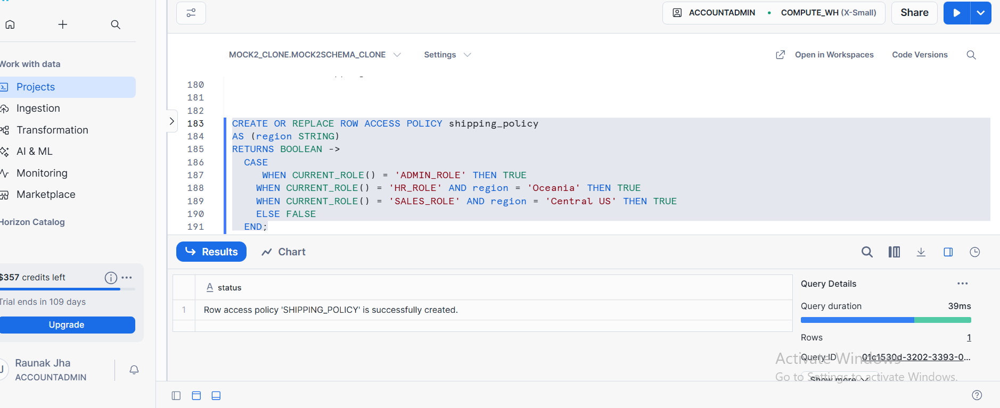 ACCOUNTADMIN • COMPUTE_WH (X-Small)
Share
Work with data
Projects
Ingestion
Transformation
AI & ML
Monitoring
Marketplace
Horizon Catalog
$357 credits left
Trial ends in 109 days
Upgrade
Raunak Jha
ACCOUNTADMIN
MOCK2_CLONE.MOCK2SCHEMA_CLONE
Settings
Open in Workspaces
Code Versions
180
181
182
183 CREATE OR REPLACE ROW ACCESS POLICY shipping_policy
184 AS (region STRING)
185 RETURNS BOOLEAN ->
186 CASE
187 WHEN CURRENT_ROLE() = 'ADMIN_ROLE' THEN TRUE
188 WHEN CURRENT_ROLE() = 'HR_ROLE' AND region = 'Oceania' THEN TRUE
189 WHEN CURRENT_ROLE() = 'SALES_ROLE' AND region = 'Central US' THEN TRUE
190 ELSE FALSE
191 END;
Results
Chart
A status
1 Row access policy 'SHIPPING_POLICY' is successfully created.
Query Details
Query duration 39ms
Rows 1
Query ID 01c1530d-3202-3393-0...
Show more
Activate Windows
Go to Settings to activate Windows.